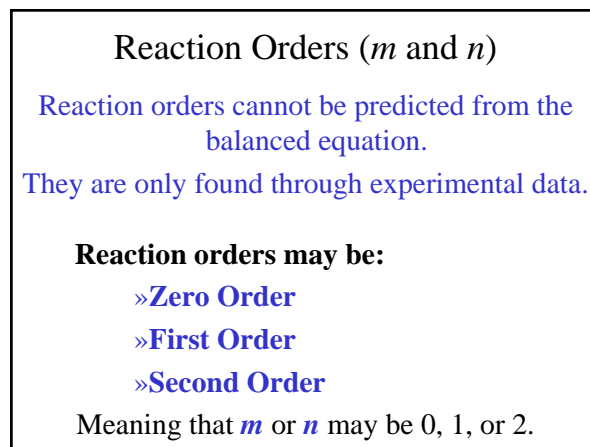 Reaction Orders (m and n)
Reaction orders cannot be predicted from the
balanced equation.
They are only found through experimental data.
Reaction orders may be:
»Zero Order
»First Order
»Second Order
Meaning that m or n may be 0, 1, or 2.